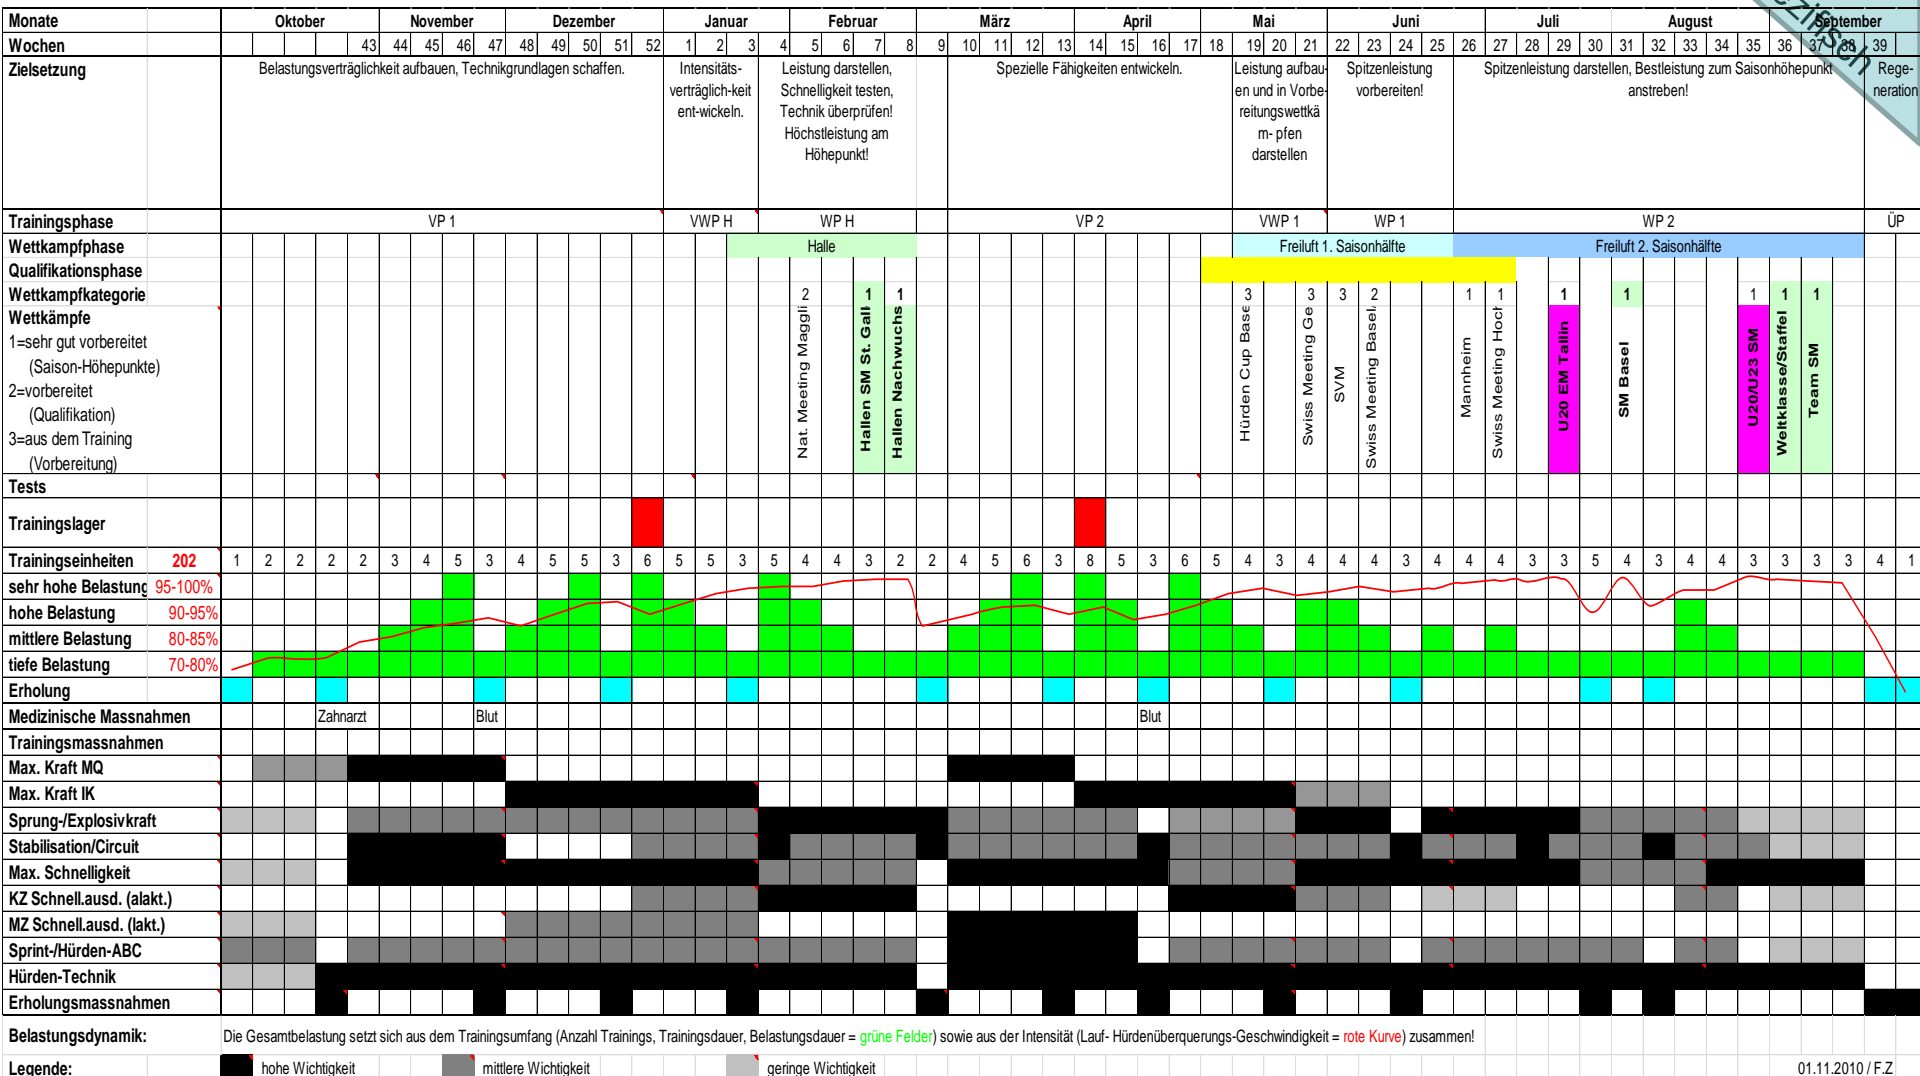 Monate Oktober November Dezember Januar Februar März April Mai Juni Juli August September
Wochen 43 44 45 46 47 48 49 50 51 52 1 2 3 4 5 6 7 8 9 10 11 12 13 14 15 16 17 18 19 20 21 22 23 24 25 26 27 28 29 30 31 32 33 34 35 36 37 38 39
Zielsetzung
Belastungsverträglichkeit aufbauen, Technikgrundlagen schaffen.
Intensitäts-
verträglich-keit
ent-wickeln.
Leistung darstellen,
Schnelligkeit testen,
Technik überprüfen!
Höchstleistung am
Höhepunkt!
Spezielle Fähigkeiten entwickeln.
Leistung aufbau-
en und in Vorbe-
reitungswettkä
m- pfen
darstellen
Spitzenleistung
vorbereiten!
Spitzenleistung darstellen, Bestleistung zum Saisonhöhepunkt
anstreben!
Rege-
neration
Trainingsphase VP 1 VWP H WP H VP 2 VWP 1 WP 1 WP 2 ÜP
Wettkampfphase Halle Freiluft 1. Saisonhälfte Freiluft 2. Saisonhälfte
Qualifikationsphase
Wettkampfkategorie 2 1 1 3 3 3 2 1 1 1 1 1 1 1
Wettkämpfe
1=sehr gut vorbereitet
(Saison-Höhepunkte)
2=vorbereitet
(Qualifikation)
3=aus dem Training
(Vorbereitung)
Nat. Meeting Maggli
Hallen SM St. Gall
Hallen Nachwuchs
Hürden Cup Base
Swiss Meeting Ge
SVM
Swiss Meeting Basel
Mannheim
Swiss Meeting Hoch
U20 EM Tallin
SM Basel
U20/U23 SM
Weltklasse/Staffel
Team SM
Tests
Trainingslager
Trainingseinheiten 202 1 2 2 2 2 3 4 5 3 4 5 5 3 6 5 5 3 5 4 4 3 2 2 4 5 6 3 8 5 3 6 5 4 3 4 4 4 3 4 4 4 3 3 5 4 3 4 4 3 3 3 3 4 1
sehr hohe Belastung 95-100%
hohe Belastung 90-95%
mittlere Belastung 80-85%
tiefe Belastung 70-80%
Erholung
Medizinische Massnahmen Zahnarzt Blut Blut
Trainingsmassnahmen
Max. Kraft MQ
Max. Kraft IK
Sprung-/Explosivkraft
Stabilisation/Circuit
Max. Schnelligkeit
KZ Schnell.ausd. (alakt.)
MZ Schnell.ausd. (lakt.)
Sprint-/Hürden-ABC
Hürden-Technik
Erholungsmassnahmen
Belastungsdynamik: Die Gesamtbelastung setzt sich aus dem Trainingsumfang (Anzahl Trainings, Trainingsdauer, Belastungsdauer = grüne Felder) sowie aus der Intensität (Lauf- Hürdenüberquerungs-Geschwindigkeit = rote Kurve) zusammen!
Legende: hohe Wichtigkeit mittlere Wichtigkeit geringe Wichtigkeit 01.11.2010 / F.Z